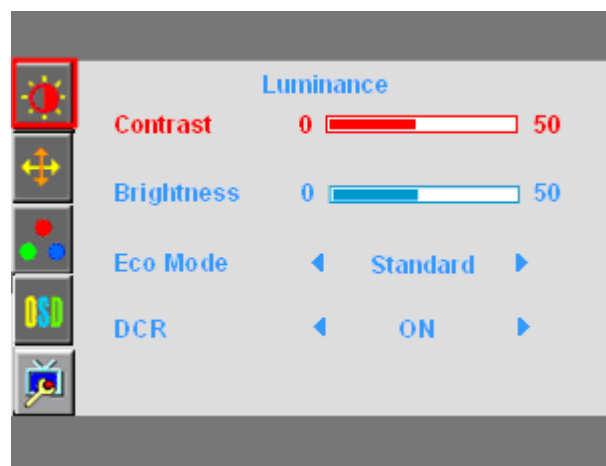 Luminance
Contrast 0 50
Brightness 0 50
Eco Mode Standard
DCR ON
OSD